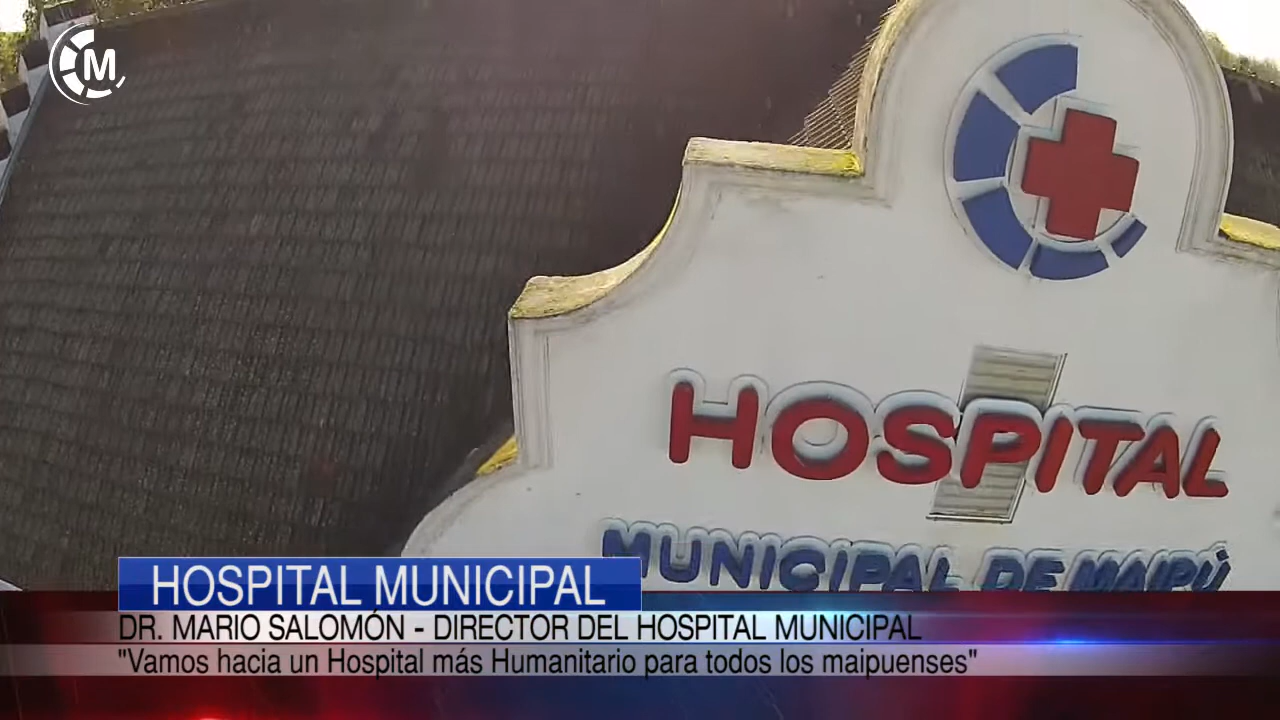 M
HOSPITAL
MUNICIPAL DE MAIPÚ
HOSPITAL MUNICIPAL
DR. MARIO SALOMÓN - DIRECTOR DEL HOSPITAL MUNICIPAL
"Vamos hacia un Hospital más Humanitario para todos los maipuenses"